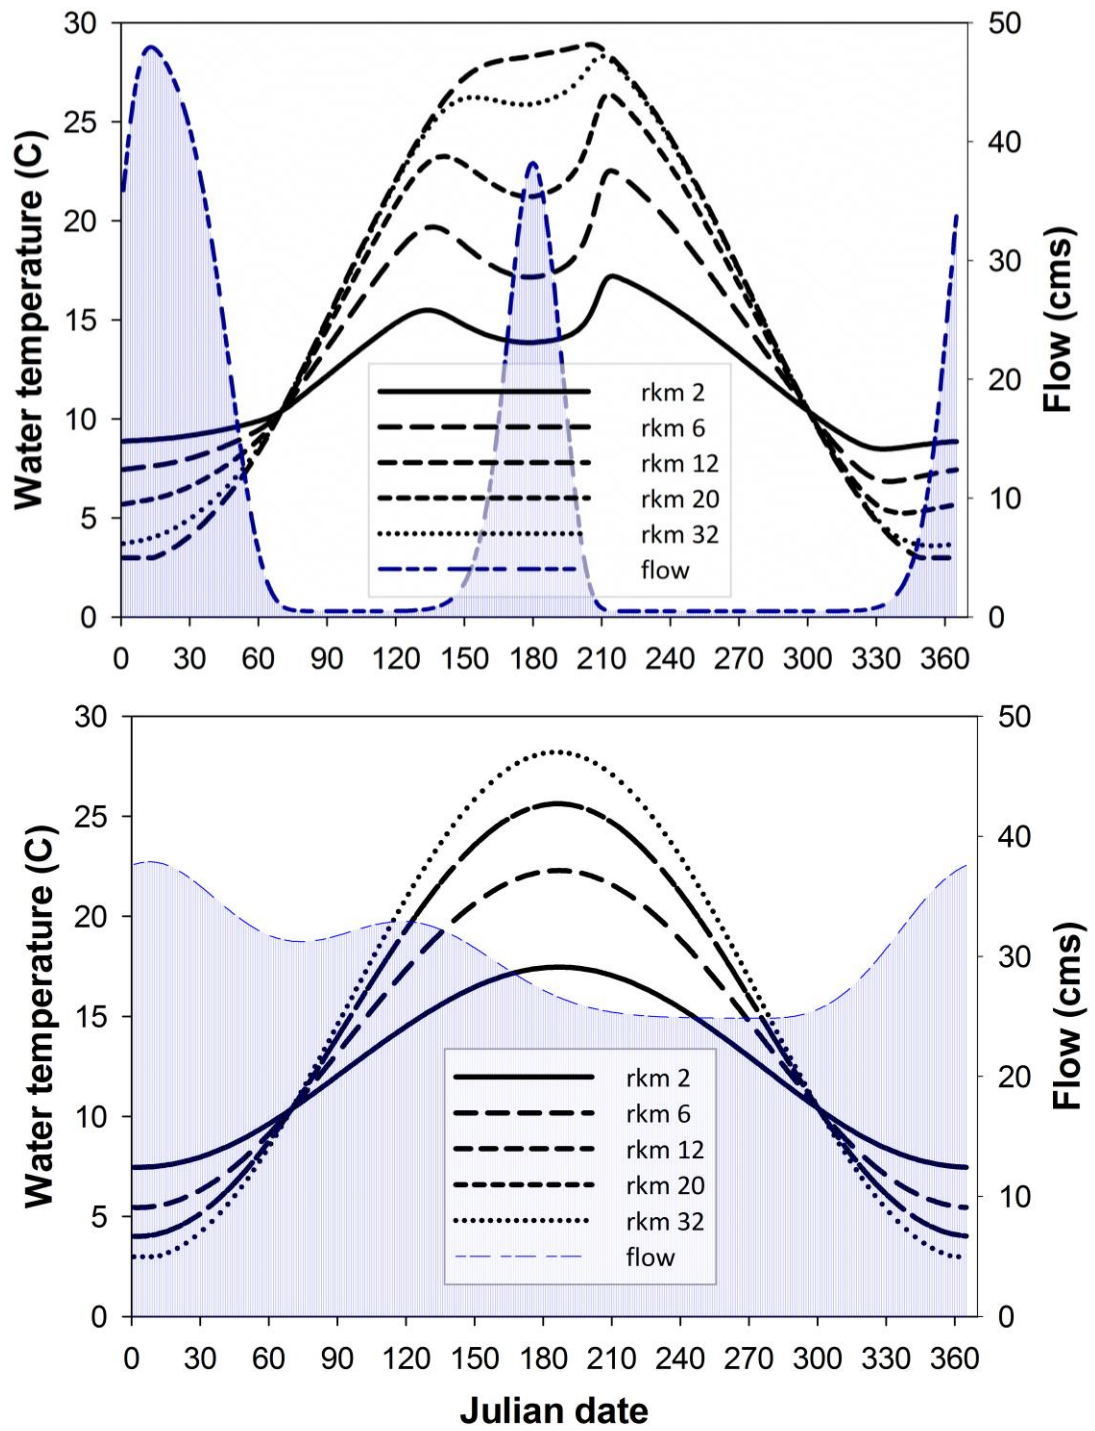 30
25
20
15
10
5
0
Water temperature (C)
50
40
30
20
10
0
Flow (cms)
rkm 2
rkm 6
rkm 12
rkm 20
rkm 32
flow
0 30 60 90 120 150 180 210 240 270 300 330 360
30
25
20
15
10
5
0
Water temperature (C)
50
40
30
20
10
0
Flow (cms)
rkm 2
rkm 6
rkm 12
rkm 20
rkm 32
flow
0 30 60 90 120 150 180 210 240 270 300 330 360
Julian date